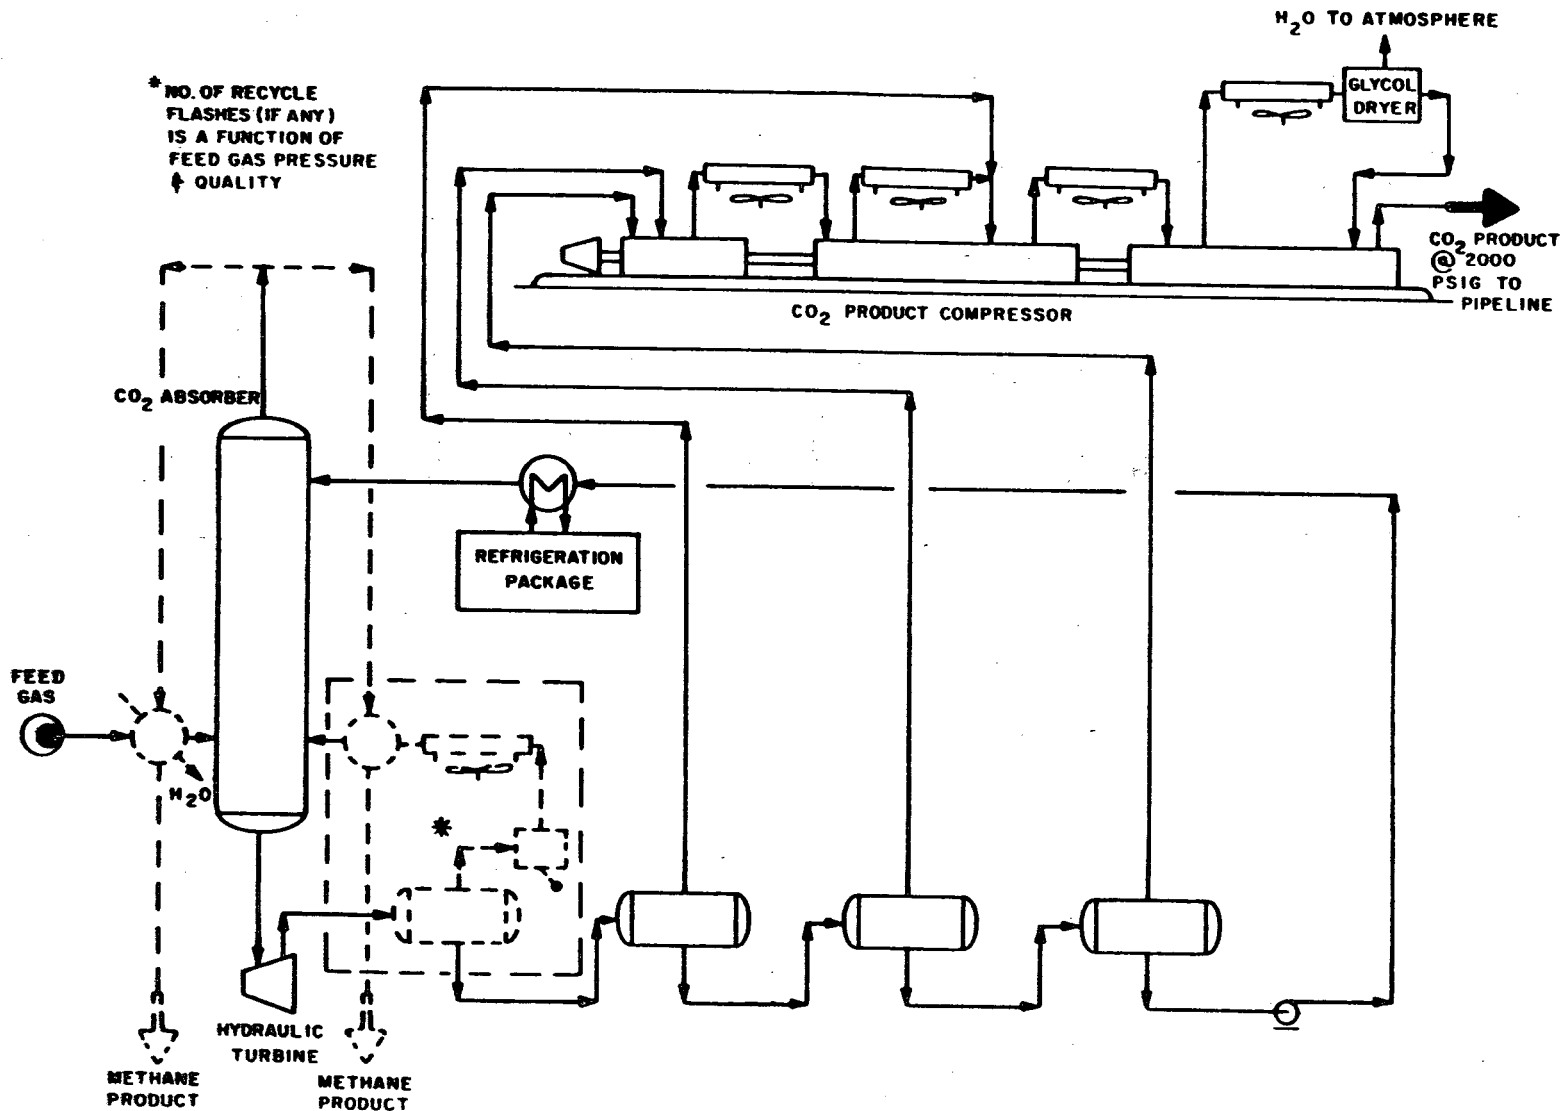 H2O TO ATMOSPHERE
*NO. OF RECYCLE
FLASHES (IF ANY)
IS A FUNCTION OF
FEED GAS PRESSURE
& QUALITY
GLYCOL
DRYER
CO2 PRODUCT
@ 2000
PSIG TO
PIPELINE
CO2 PRODUCT COMPRESSOR
CO2 ABSORBER
REFRIGERATION
PACKAGE
FEED
GAS
H2O
*
HYDRAULIC
TURBINE
METHANE
PRODUCT
METHANE
PRODUCT